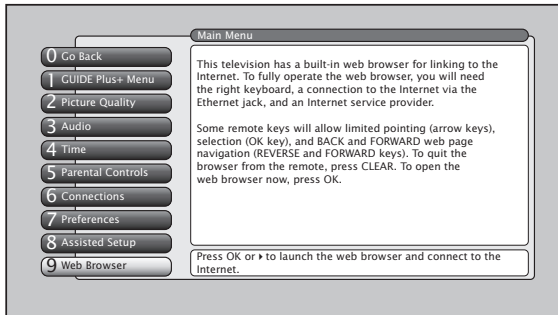 Main Menu
0 Go Back
1 GUIDE Plus+ Menu
2 Picture Quality
3 Audio
4 Time
5 Parental Controls
6 Connections
7 Preferences
8 Assisted Setup
9 Web Browser
This television has a built-in web browser for linking to the
Internet. To fully operate the web browser, you will need
the right keyboard, a connection to the Internet via the
Ethernet jack, and an Internet service provider.
Some remote keys will allow limited pointing (arrow keys),
selection (OK key), and BACK and FORWARD web page
navigation (REVERSE and FORWARD keys). To quit the
browser from the remote, press CLEAR. To open the
web browser now, press OK.
Press OK or ▸ to launch the web browser and connect to the
Internet.